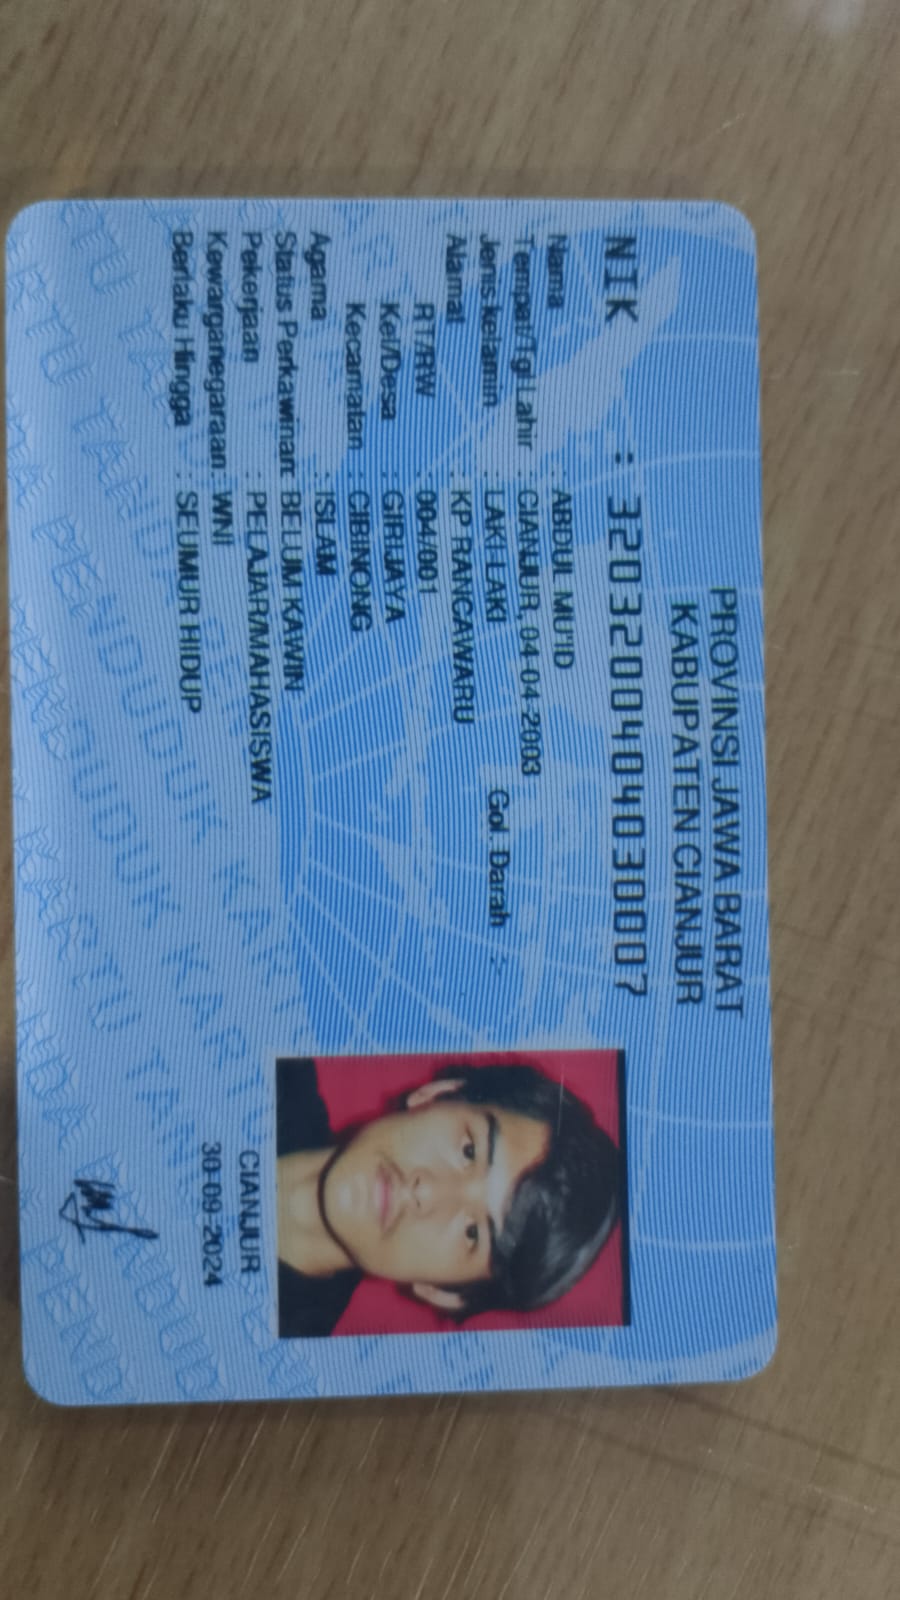 PROVINSI JAWA BARAT
KABUPATEN CIANJUR
NIK : 3203200404030007
Nama : ABDUL MU'ID
Tempat/Tgl Lahir : CIANJUR, 04-04-2003
Jenis kelamin : LAKI-LAKI Gol. Darah : -
Alamat : KP RANCAWARU
RT/RW : 004/001
Kel/Desa : GIRIJAYA
Kecamatan : CIBINONG
Agama : ISLAM
Status Perkawinan: BELUM KAWIN
Pekerjaan : PELAJAR/MAHASISWA
Kewarganegaraan : WNI
Berlaku Hingga : SEUMUR HIDUP
CIANJUR
30-09-2024